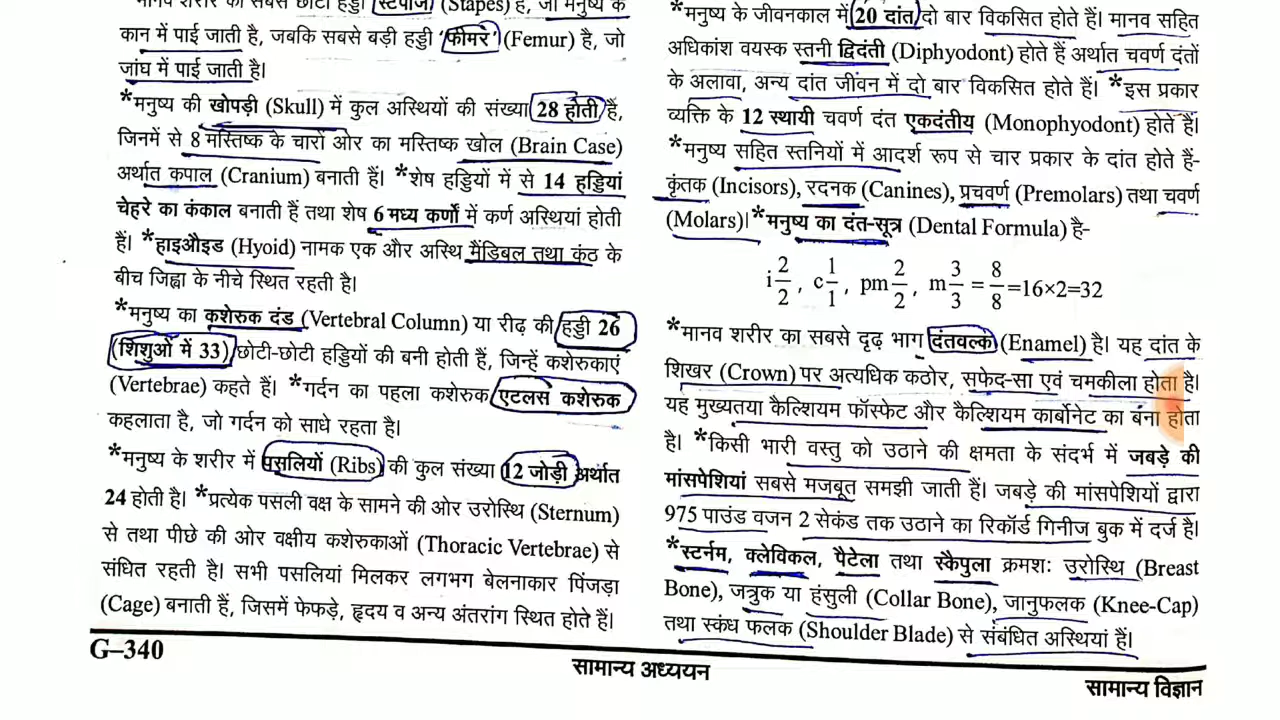 मानव शरीर की सबसे छोटी हड्डी स्टेपीज (Stapes) है, जो मनुष्य के
कान में पाई जाती है, जबकि सबसे बड़ी हड्डी 'फीमर' (Femur) है, जो
जांघ में पाई जाती है।
*मनुष्य की खोपड़ी (Skull) में कुल अस्थियों की संख्या 28 होती है,
जिनमें से 8 मस्तिष्क के चारों ओर का मस्तिष्क खोल (Brain Case)
अर्थात कपाल (Cranium) बनाती हैं। *शेष हड्डियों में से 14 हड्डियां
चेहरे का कंकाल बनाती हैं तथा शेष 6 मध्य कर्णों में कर्ण अस्थियां होती
हैं। *हाइऔइड (Hyoid) नामक एक और अस्थि मैंडिबल तथा कंठ के
बीच जिह्वा के नीचे स्थित रहती है।
*मनुष्य का कशेरुक दंड (Vertebral Column) या रीढ़ की हड्डी 26
(शिशुओं में 33) छोटी-छोटी हड्डियों की बनी होती हैं, जिन्हें कशेरुकाएं
(Vertebrae) कहते हैं। *गर्दन का पहला कशेरुक एटलस कशेरुक
कहलाता है, जो गर्दन को साधे रहता है।
*मनुष्य के शरीर में पसलियों (Ribs) की कुल संख्या 12 जोड़ी अर्थात
24 होती है। *प्रत्येक पसली वक्ष के सामने की ओर उरोस्थि (Sternum)
से तथा पीछे की ओर वक्षीय कशेरुकाओं (Thoracic Vertebrae) से
संधित रहती है। सभी पसलियां मिलकर लगभग बेलनाकार पिंजड़ा
(Cage) बनाती हैं, जिसमें फेफड़े, हृदय व अन्य अंतरांग स्थित होते हैं।
*मनुष्य के जीवनकाल में 20 दांत दो बार विकसित होते हैं। मानव सहित
अधिकांश वयस्क स्तनी द्विदंती (Diphyodont) होते हैं अर्थात चवर्ण दंतों
के अलावा, अन्य दांत जीवन में दो बार विकसित होते हैं। *इस प्रकार
व्यक्ति के 12 स्थायी चवर्ण दंत एकदंतीय (Monophyodont) होते हैं।
*मनुष्य सहित स्तनियों में आदर्श रूप से चार प्रकार के दांत होते हैं-
कृंतक (Incisors), रदनक (Canines), प्रचवर्ण (Premolars) तथा चवर्ण
(Molars)। *मनुष्य का दंत-सूत्र (Dental Formula) है-
i 2/2, c 1/1, pm 2/2, m 3/3 = 8/8 =16×2=32
*मानव शरीर का सबसे दृढ़ भाग दंतवल्क (Enamel) है। यह दांत के
शिखर (Crown) पर अत्यधिक कठोर, सफेद-सा एवं चमकीला होता है।
यह मुख्यतया कैल्शियम फॉस्फेट और कैल्शियम कार्बोनेट का बना होता
है। *किसी भारी वस्तु को उठाने की क्षमता के संदर्भ में जबड़े की
मांसपेशियां सबसे मजबूत समझी जाती हैं। जबड़े की मांसपेशियों द्वारा
975 पाउंड वजन 2 सेकंड तक उठाने का रिकॉर्ड गिनीज बुक में दर्ज है।
*स्टर्नम, क्लेविकल, पैटेला तथा स्कैपुला क्रमशः उरोस्थि (Breast
Bone), जत्रुक या हंसुली (Collar Bone), जानुफलक (Knee-Cap)
तथा स्कंध फलक (Shoulder Blade) से संबंधित अस्थियां हैं।
G–340
सामान्य अध्ययन
सामान्य विज्ञान